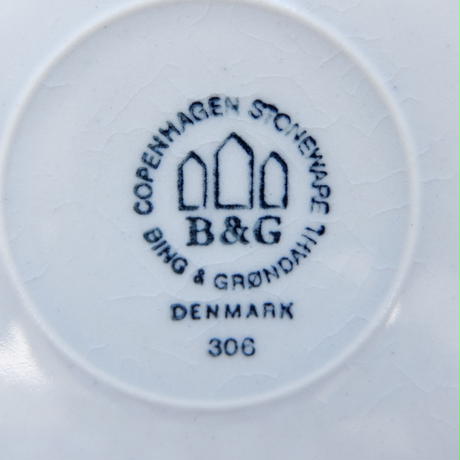 COPENHAGEN STONEWARE
B&G
BING & GRØNDAHL
DENMARK
306